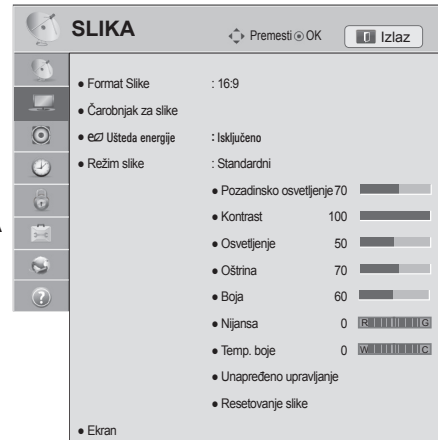 SLIKA Premesti OK Izlaz
● Format Slike : 16:9
● Čarobnjak za slike
● Ušteda energije : Isključeno
● Režim slike : Standardni
● Pozadinsko osvetljenje 70
● Kontrast 100
● Osvetljenje 50
● Oštrina 70
● Boja 60
● Nijansa 0 R G
● Temp. boje 0 W C
● Unapređeno upravljanje
● Resetovanje slike
● Ekran